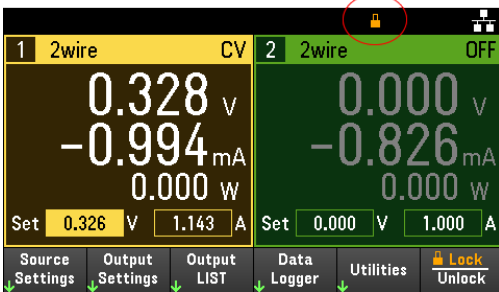 1 2wire CV 2 2wire OFF
0.328 V 0.000 V
-0.994 mA -0.826 mA
0.000 W 0.000 W
Set 0.326 V 1.143 A Set 0.000 V 1.000 A
Source Output Output Data Utilities Lock
Settings Settings LIST Logger Unlock